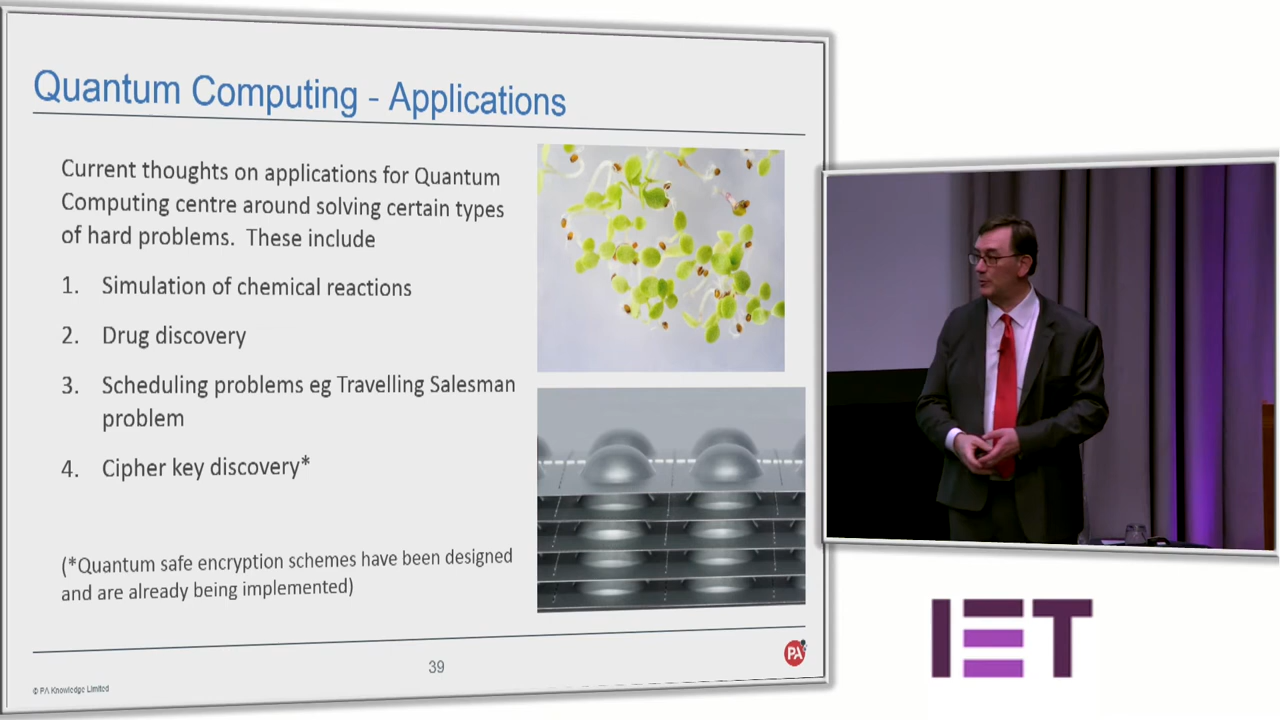 Quantum Computing - Applications
Current thoughts on applications for Quantum
Computing centre around solving certain types
of hard problems.  These include
1. Simulation of chemical reactions
2. Drug discovery
3. Scheduling problems eg Travelling Salesman
problem
4. Cipher key discovery*
(*Quantum safe encryption schemes have been designed
and are already being implemented)
39
PA
© PA Knowledge Limited
IET